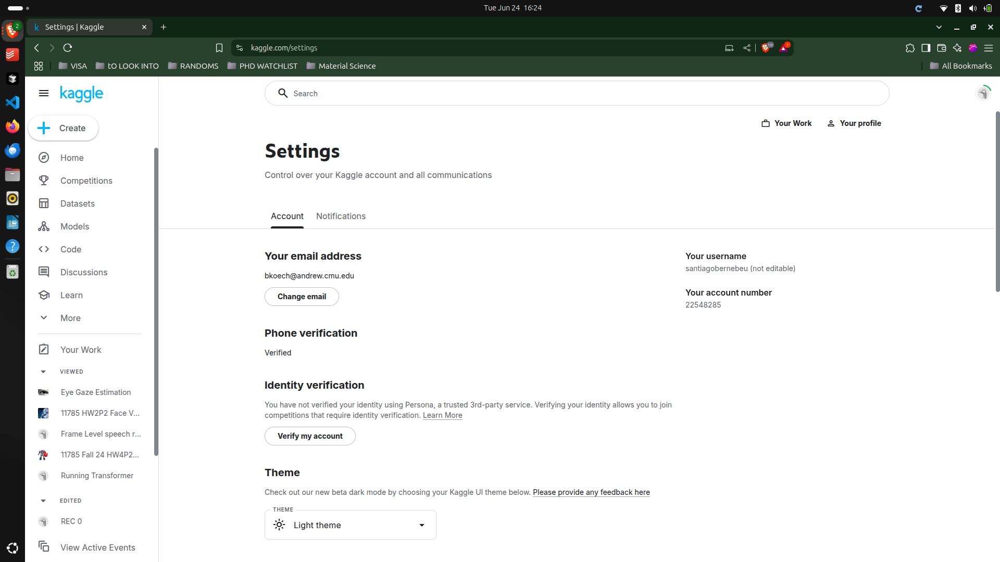 Tue Jun 24 16:24
2
Settings | Kaggle
kaggle.com/settings
10
1
VISA
tO LOOK INTO
RANDOMS
PHD WATCHLIST
Material Science
All Bookmarks
kaggle
Search
Create
Your Work
Your profile
Home
Competitions
Datasets
Models
Code
Discussions
Learn
More
Your Work
VIEWED
Eye Gaze Estimation
11785 HW2P2 Face V...
Frame Level speech r...
11785 Fall 24 HW4P2...
Running Transformer
EDITED
REC 0
View Active Events
Settings
Control over your Kaggle account and all communications
Account
Notifications
Your email address
bkoech@andrew.cmu.edu
Change email
Your username
santiagobernebeu (not editable)
Your account number
22548285
Phone verification
Verified
Identity verification
You have not verified your identity using Persona, a trusted 3rd-party service. Verifying your identity allows you to join
competitions that require identity verification. Learn More
Verify my account
Theme
Check out our new beta dark mode by choosing your Kaggle UI theme below. Please provide any feedback here
THEME
Light theme